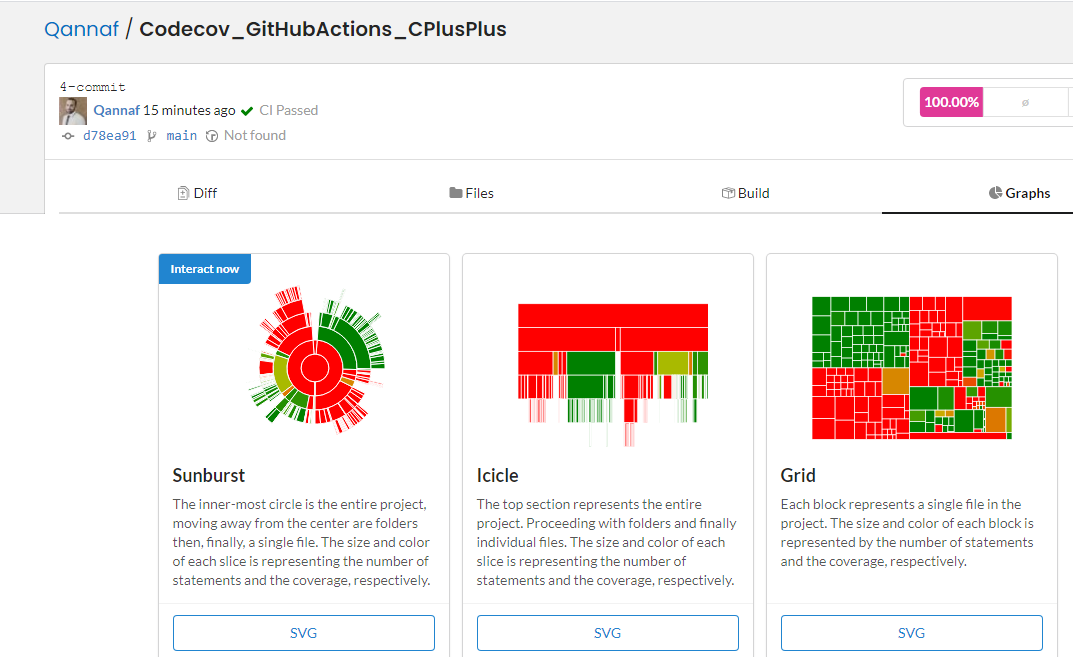 Qannaf / Codecov_GitHubActions_CPlusPlus
4-commit
Qannaf 15 minutes ago CI Passed
100.00% ø
d78ea91 main Not found
Diff Files Build Graphs
Interact now
Sunburst
The inner-most circle is the entire project,
moving away from the center are folders
then, finally, a single file. The size and color
of each slice is representing the number of
statements and the coverage, respectively.
SVG
Icicle
The top section represents the entire
project. Proceeding with folders and finally
individual files. The size and color of each
slice is representing the number of
statements and the coverage, respectively.
SVG
Grid
Each block represents a single file in the
project. The size and color of each block is
represented by the number of statements
and the coverage, respectively.
SVG